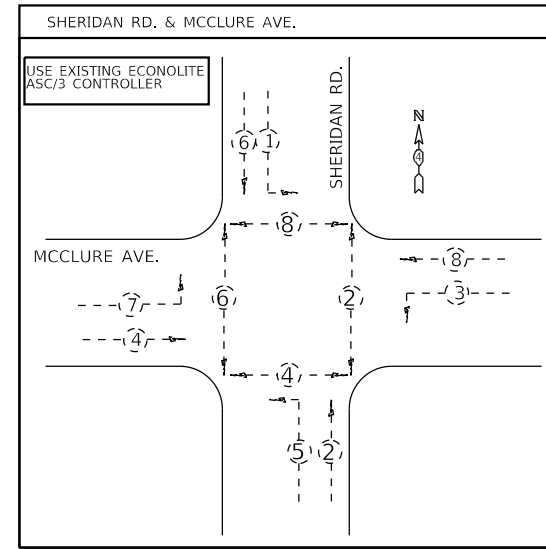 SHERIDAN RD. & MCCLURE AVE.
USE EXISTING ECONOLITE
ASC/3 CONTROLLER
SHERIDAN RD.
N
4
6 1
8
MCCLURE AVE.
8
7
6
2
3
4
4
5 2